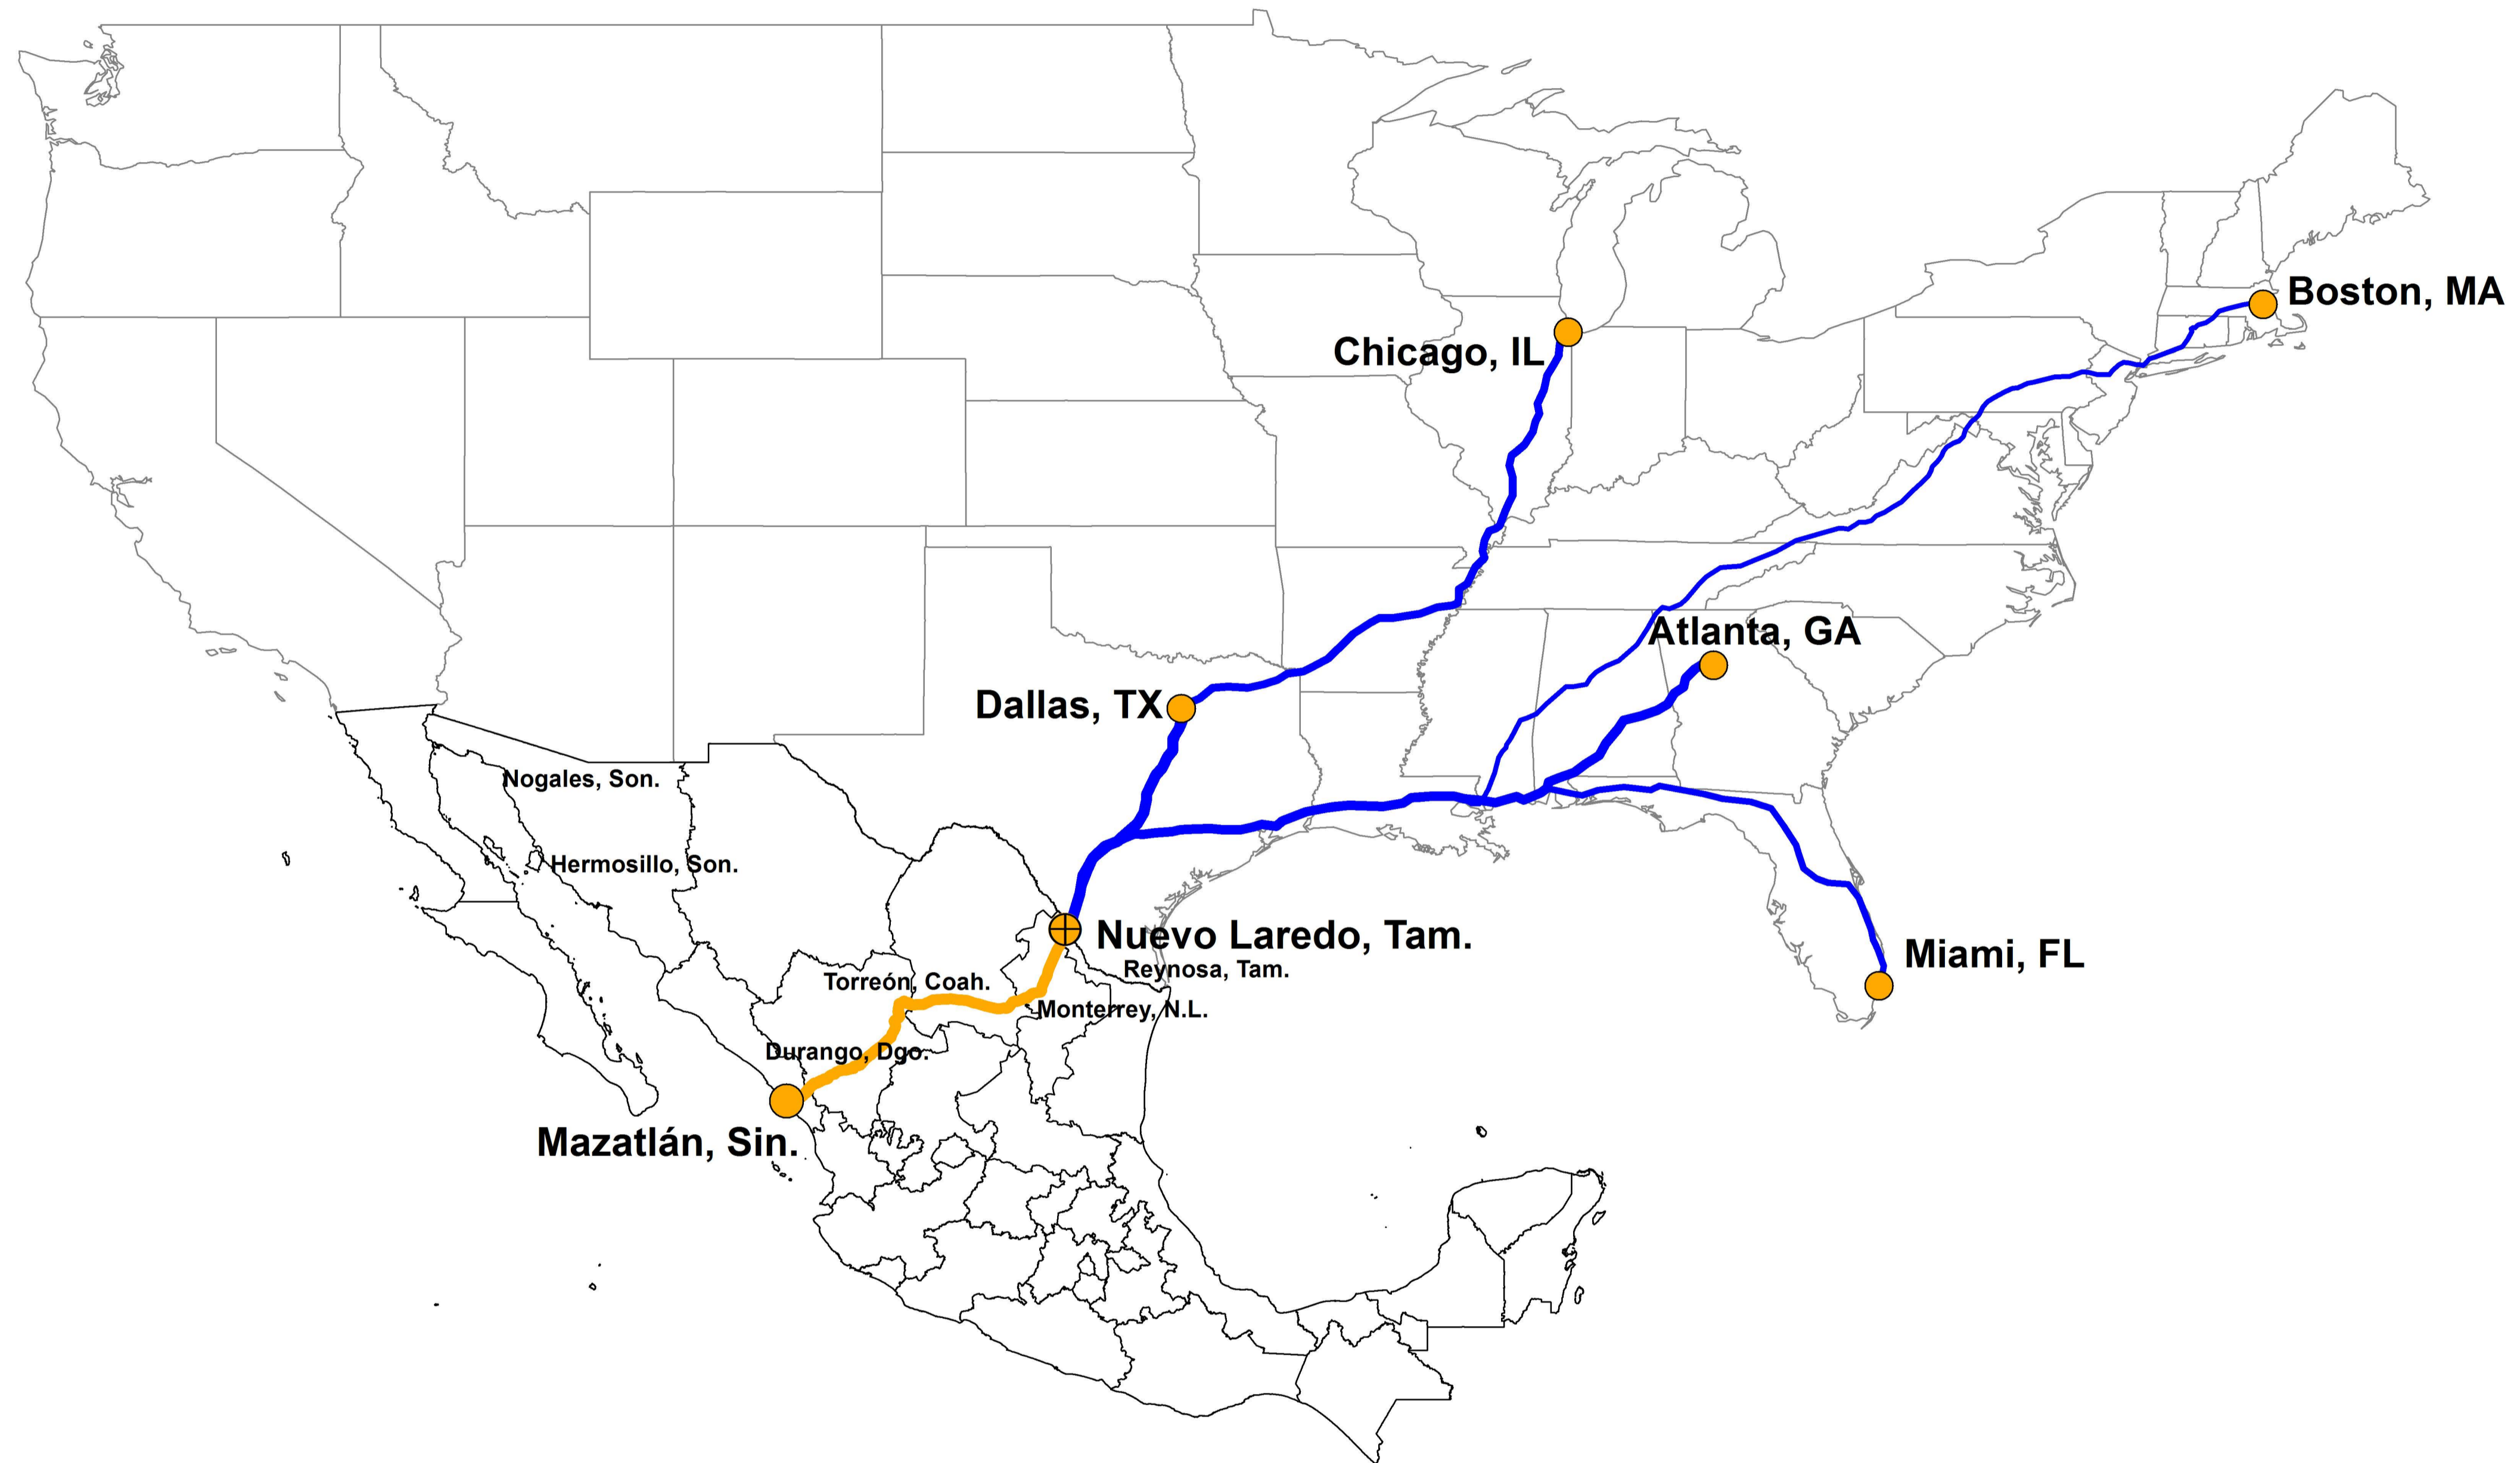 Boston, MA
Chicago, IL
Atlanta, GA
Dallas, TX
Nogales, Son.
Hermosillo, Son.
Nuevo Laredo, Tam.
Miami, FL
Reynosa, Tam.
Torreón, Coah.
Monterrey, N.L.
Durango, Dgo.
Mazatlán, Sin.